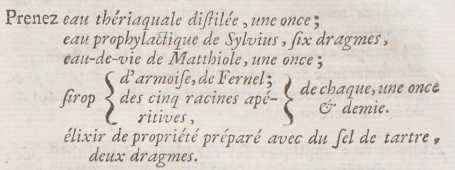 Prenez eau thériaquale diſtilée, une once;
eau prophylactique de Sylvius, ſix dragmes,
eau-de-vie de Matthiole, une once;
ſirop { d'armoiſe, de Fernel; des cinq racines apé-
ritives, } de chaque, une once
& demie.
élixir de propriété préparé avec du ſel de tartre,
deux dragmes.